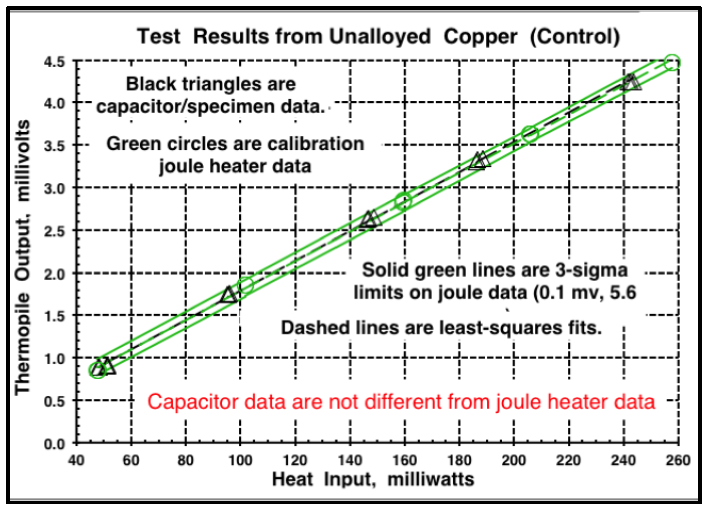 Test Results from Unalloyed Copper (Control)
4.5
4.0
3.5
3.0
2.5
2.0
1.5
1.0
0.5
0.0
Thermopile Output, millivolts
Black triangles are
capacitor/specimen data.
Green circles are calibration
joule heater data
Solid green lines are 3-sigma
limits on joule data (0.1 mv, 5.6
Dashed lines are least-squares fits.
Capacitor data are not different from joule heater data
40 60 80 100 120 140 160 180 200 220 240 260
Heat Input, milliwatts